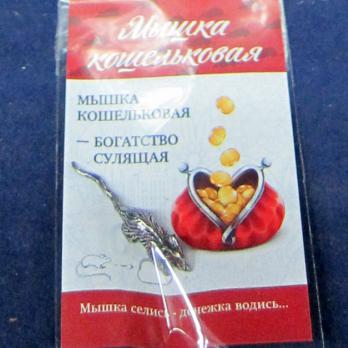 Мышка
кошельковая
МЫШКА
КОШЕЛЬКОВАЯ
— БОГАТСТВО
СУЛЯЩАЯ
Мышка селись - денежка водись...